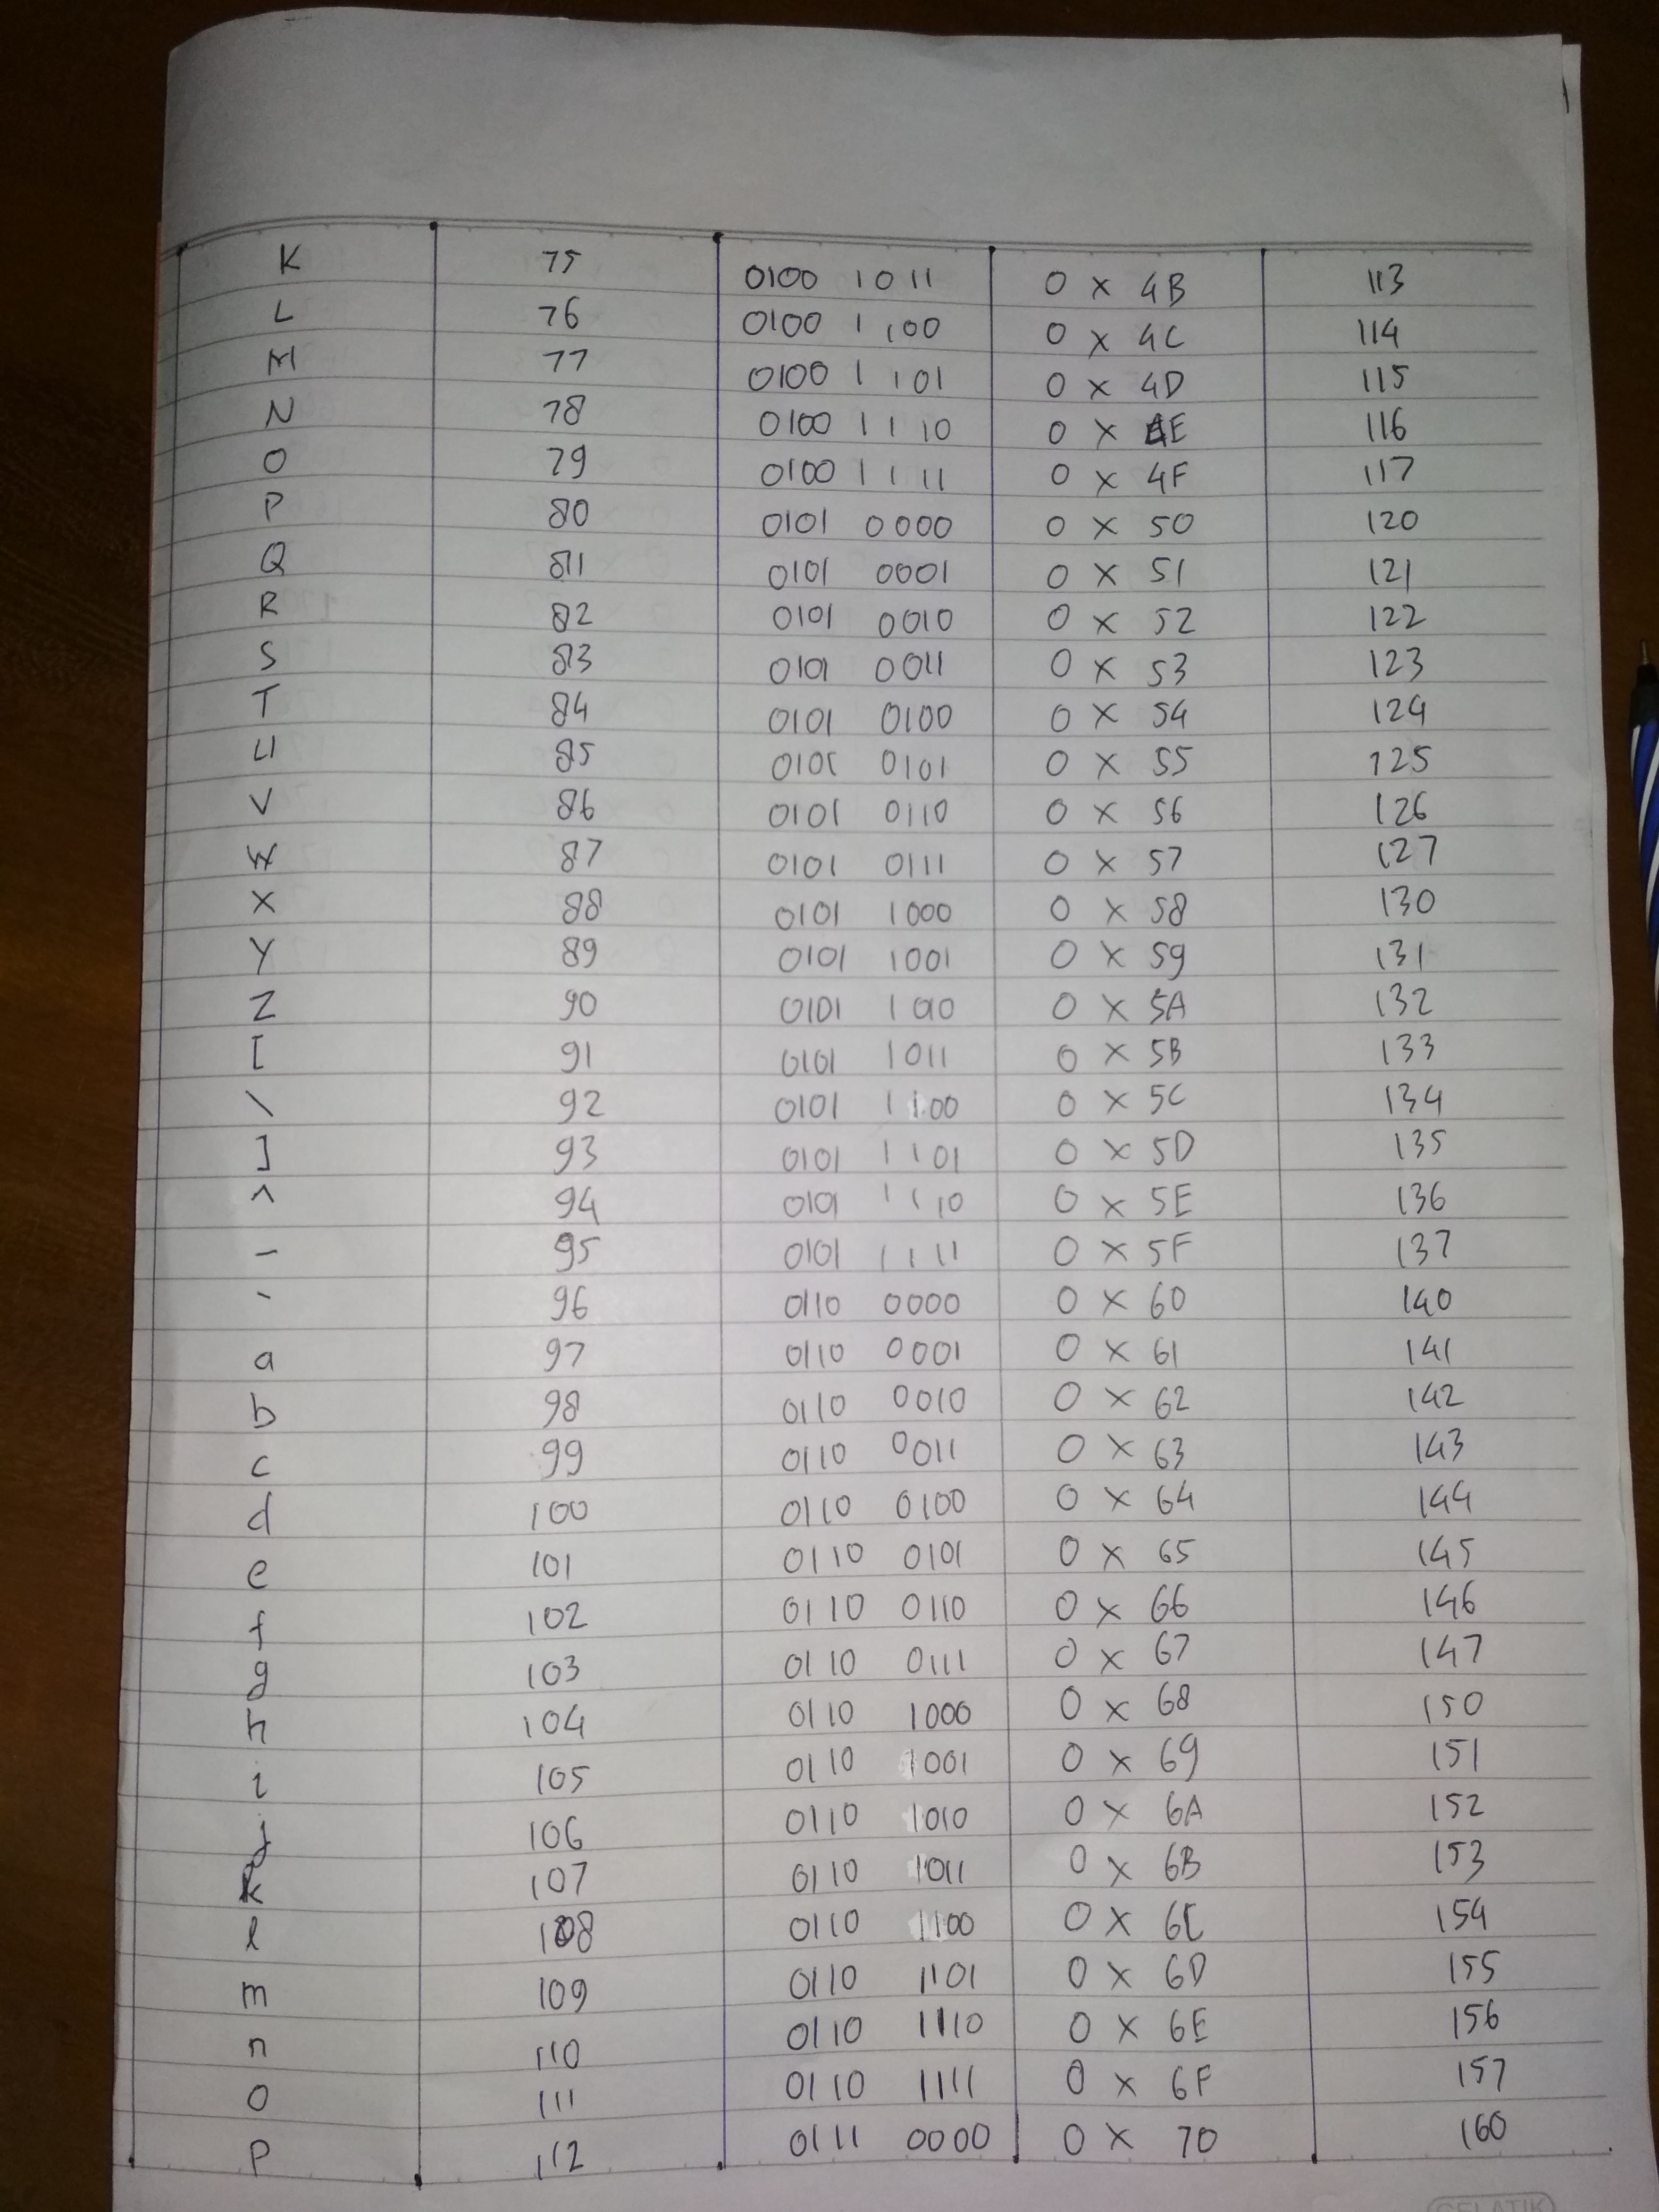 K 75 0100 1011 0 x 4B 113
L 76 0100 1100 0 x 4C 114
M 77 0100 1101 0 x 4D 115
N 78 0100 1110 0 x 4E 116
O 79 0100 1111 0 x 4F 117
P 80 0101 0000 0 x 50 120
Q 81 0101 0001 0 x 51 121
R 82 0101 0010 0 x 52 122
S 83 0101 0011 0 x 53 123
T 84 0101 0100 0 x 54 124
U 85 0101 0101 0 x 55 125
V 86 0101 0110 0 x 56 126
W 87 0101 0111 0 x 57 127
X 88 0101 1000 0 x 58 130
Y 89 0101 1001 0 x 59 131
Z 90 0101 1010 0 x 5A 132
[ 91 0101 1011 0 x 5B 133
\ 92 0101 1100 0 x 5C 134
] 93 0101 1101 0 x 5D 135
^ 94 0101 1110 0 x 5E 136
_ 95 0101 1111 0 x 5F 137
` 96 0110 0000 0 x 60 140
a 97 0110 0001 0 x 61 141
b 98 0110 0010 0 x 62 142
c 99 0110 0011 0 x 63 143
d 100 0110 0100 0 x 64 144
e 101 0110 0101 0 x 65 145
f 102 0110 0110 0 x 66 146
g 103 0110 0111 0 x 67 147
h 104 0110 1000 0 x 68 150
i 105 0110 1001 0 x 69 151
j 106 0110 1010 0 x 6A 152
k 107 0110 1011 0 x 6B 153
l 108 0110 1100 0 x 6C 154
m 109 0110 1101 0 x 6D 155
n 110 0110 1110 0 x 6E 156
o 111 0110 1111 0 x 6F 157
p 112 0111 0000 0 x 70 160
GELATIK